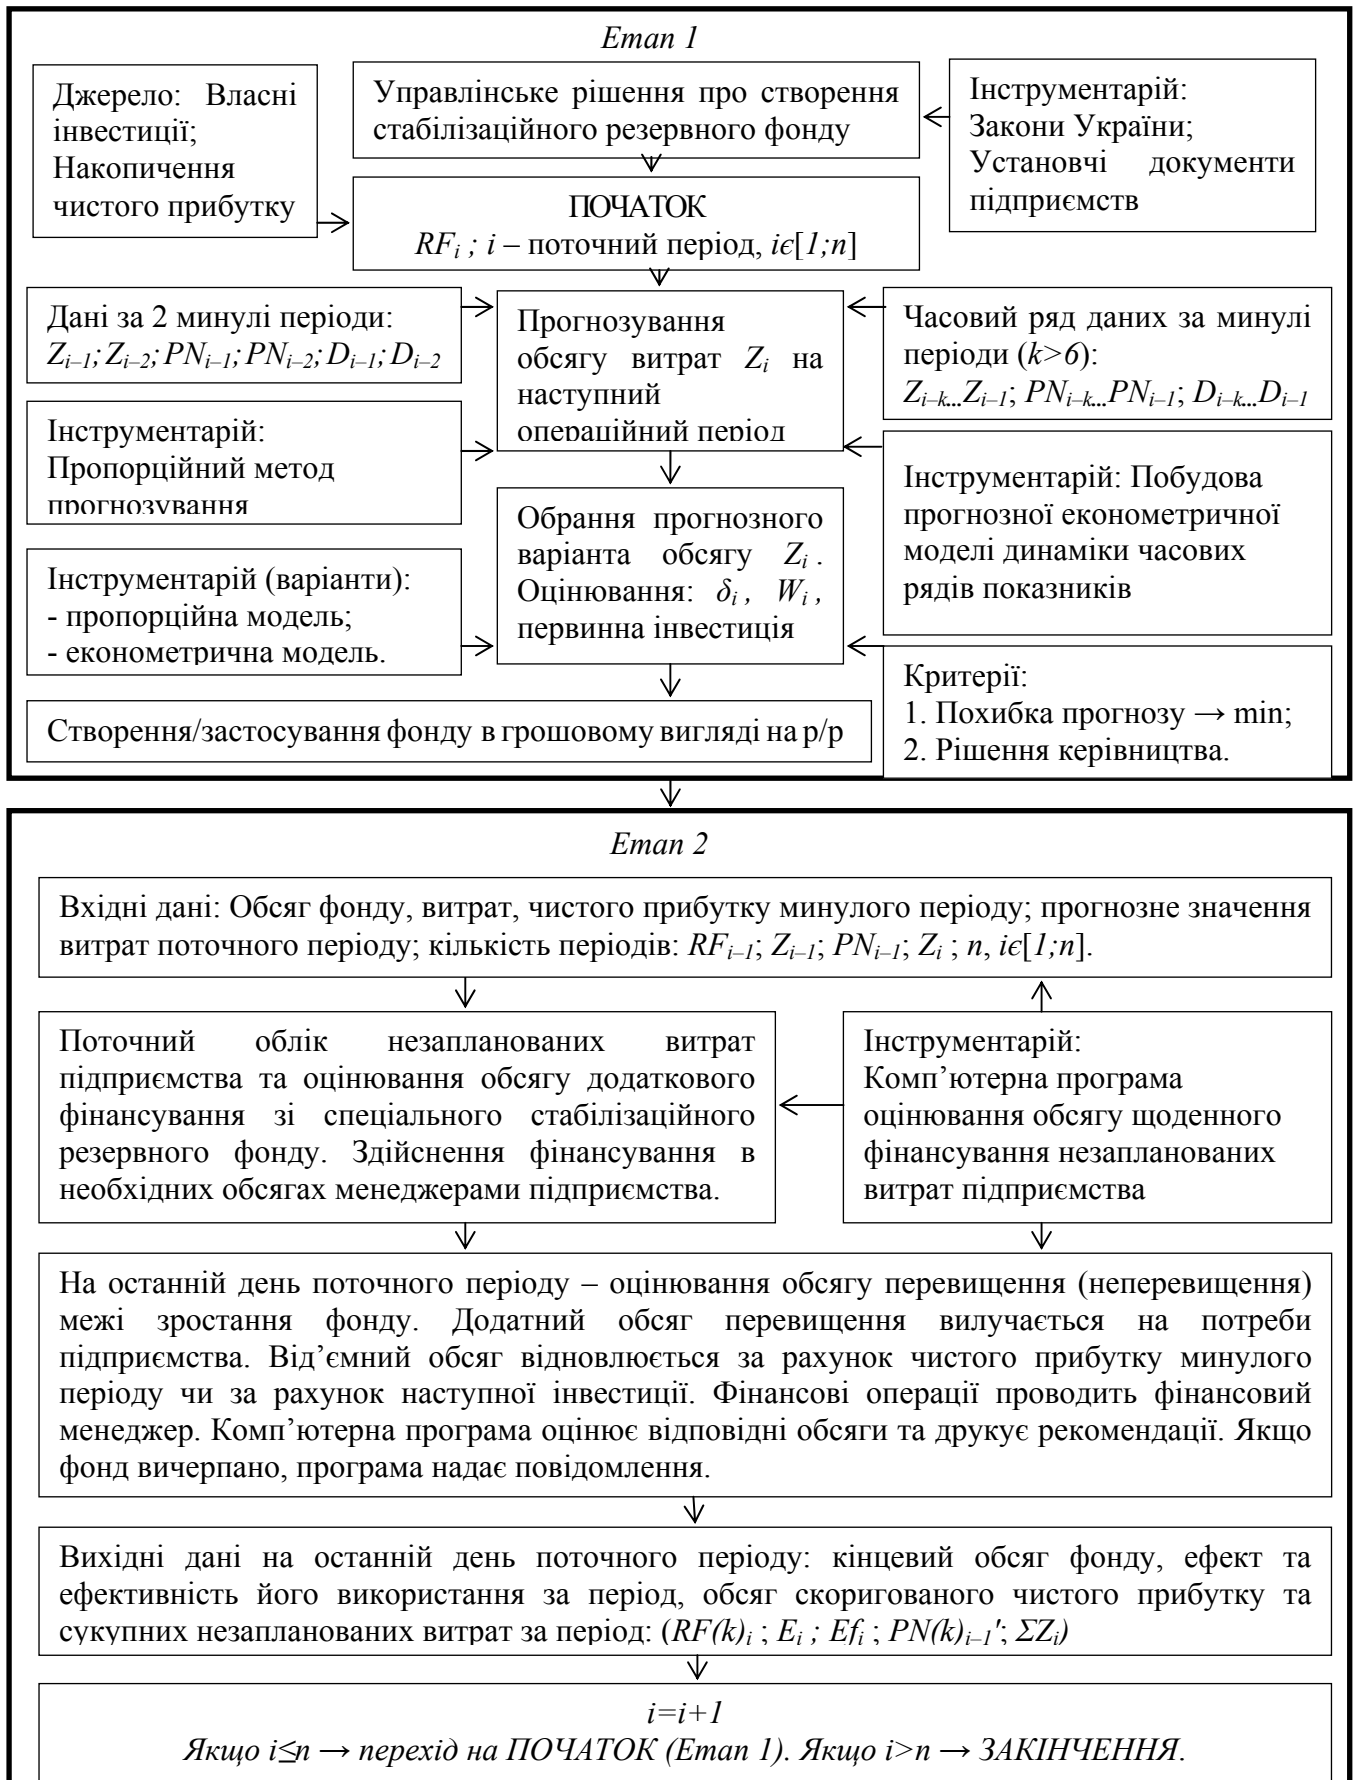 Етап 1
Джерело: Власні
інвестиції;
Накопичення
чистого прибутку
Управлінське рішення про створення
стабілізаційного резервного фонду
Інструментарій:
Закони України;
Установчі документи
підприємств
ПОЧАТОК
RFi ; i – поточний період, iє[1;n]
Дані за 2 минулі періоди:
Zi–1; Zi–2; PNi–1; PNi–2; Di–1; Di–2
Прогнозування
обсягу витрат Zi на
наступний
операційний період
Часовий ряд даних за минулі
періоди (k>6):
Zi–k...Zi–1; PNi–k...PNi–1; Di–k...Di–1
Інструментарій:
Пропорційний метод
прогнозування
Інструментарій: Побудова
прогнозної економетричної
моделі динаміки часових
рядів показників
Обрання прогнозного
варіанта обсягу Zi .
Оцінювання: δi , Wi ,
первинна інвестиція
Інструментарій (варіанти):
- пропорційна модель;
- економетрична модель.
Критерії:
1. Похибка прогнозу → min;
2. Рішення керівництва.
Створення/застосування фонду в грошовому вигляді на р/р
Етап 2
Вхідні дані: Обсяг фонду, витрат, чистого прибутку минулого періоду; прогнозне значення
витрат поточного періоду; кількість періодів: RFi–1; Zi–1; PNi–1; Zi ; n, iє[1;n].
Поточний облік незапланованих витрат
підприємства та оцінювання обсягу додаткового
фінансування зі спеціального стабілізаційного
резервного фонду. Здійснення фінансування в
необхідних обсягах менеджерами підприємства.
Інструментарій:
Комп’ютерна програма
оцінювання обсягу щоденного
фінансування незапланованих
витрат підприємства
На останній день поточного періоду – оцінювання обсягу перевищення (неперевищення)
межі зростання фонду. Додатний обсяг перевищення вилучається на потреби
підприємства. Від’ємний обсяг відновлюється за рахунок чистого прибутку минулого
періоду чи за рахунок наступної інвестиції. Фінансові операції проводить фінансовий
менеджер. Комп’ютерна програма оцінює відповідні обсяги та друкує рекомендації. Якщо
фонд вичерпано, програма надає повідомлення.
Вихідні дані на останній день поточного періоду: кінцевий обсяг фонду, ефект та
ефективність його використання за період, обсяг скоригованого чистого прибутку та
сукупних незапланованих витрат за період: (RF(k)i ; Ei ; Efi ; PN(k)i–1'; ΣZi)
i=i+1
Якщо i≤n → перехід на ПОЧАТОК (Етап 1). Якщо i>n → ЗАКІНЧЕННЯ.